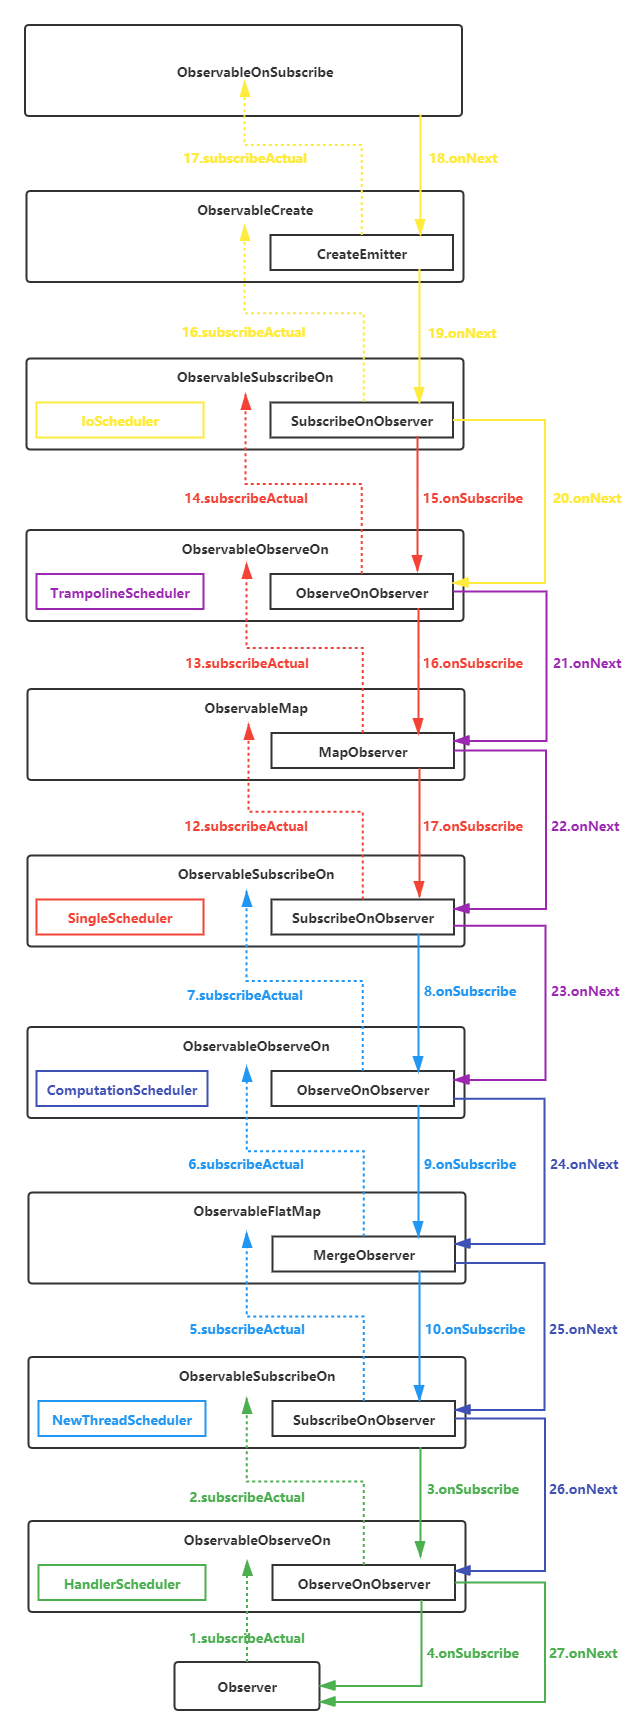 ObservableOnSubscribe
17.subscribeActual
18.onNext
ObservableCreate
CreateEmitter
16.subscribeActual
19.onNext
ObservableSubscribeOn
IoScheduler
SubscribeOnObserver
14.subscribeActual
15.onSubscribe
20.onNext
ObservableObserveOn
TrampolineScheduler
ObserveOnObserver
13.subscribeActual
16.onSubscribe
21.onNext
ObservableMap
MapObserver
12.subscribeActual
17.onSubscribe
22.onNext
ObservableSubscribeOn
SingleScheduler
SubscribeOnObserver
7.subscribeActual
8.onSubscribe
23.onNext
ObservableObserveOn
ComputationScheduler
ObserveOnObserver
6.subscribeActual
9.onSubscribe
24.onNext
ObservableFlatMap
MergeObserver
5.subscribeActual
10.onSubscribe
25.onNext
ObservableSubscribeOn
NewThreadScheduler
SubscribeOnObserver
2.subscribeActual
3.onSubscribe
26.onNext
ObservableObserveOn
HandlerScheduler
ObserveOnObserver
1.subscribeActual
4.onSubscribe
27.onNext
Observer